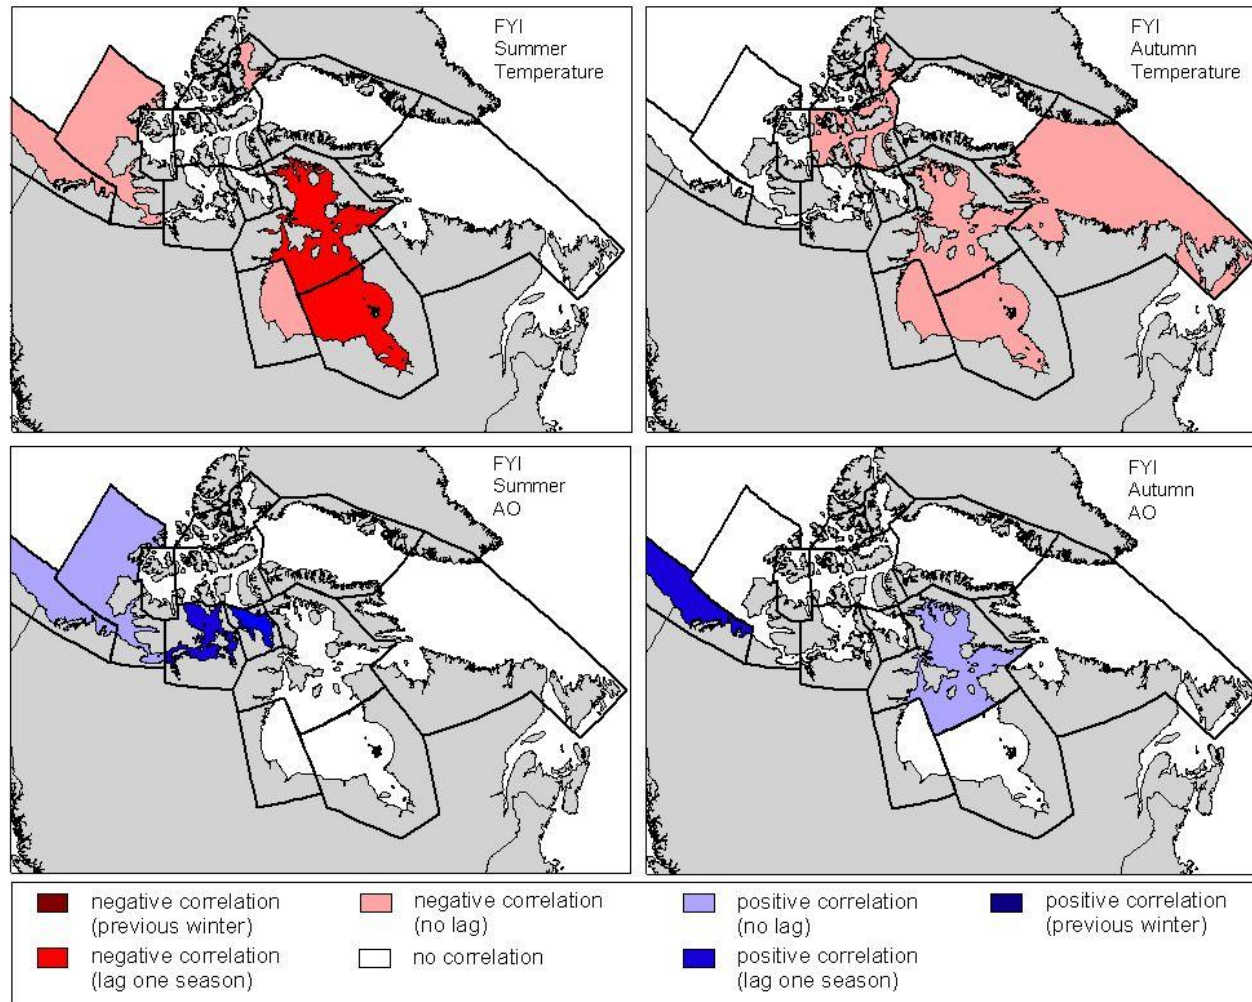 FYI
Summer
Temperature
FYI
Autumn
Temperature
FYI
Summer
AO
FYI
Autumn
AO
negative correlation
(previous winter)
negative correlation
(no lag)
positive correlation
(no lag)
positive correlation
(previous winter)
negative correlation
(lag one season)
no correlation
positive correlation
(lag one season)